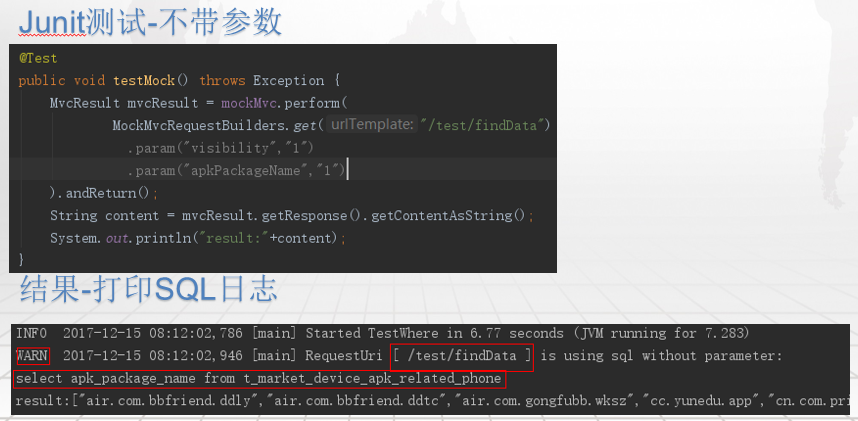 Junit测试-不带参数
@Test
public void testMock() throws Exception {
MvcResult mvcResult = mockMvc.perform(
MockMvcRequestBuilders.get( urlTemplate: "/test/findData")
.param("visibility","1")
.param("apkPackageName","1")
).andReturn();
String content = mvcResult.getResponse().getContentAsString();
System.out.println("result:"+content);
}
结果-打印SQL日志
INFO 2017-12-15 08:12:02,786 [main] Started TestWhere in 6.77 seconds (JVM running for 7.283)
WARN 2017-12-15 08:12:02,946 [main] RequestUri [ /test/findData ] is using sql without parameter:
select apk_package_name from t_market_device_apk_related_phone
result:["air.com.bbfriend.ddly","air.com.bbfriend.ddtc","air.com.gongfubb.wksz","cc.yunedu.app","cn.com.pri